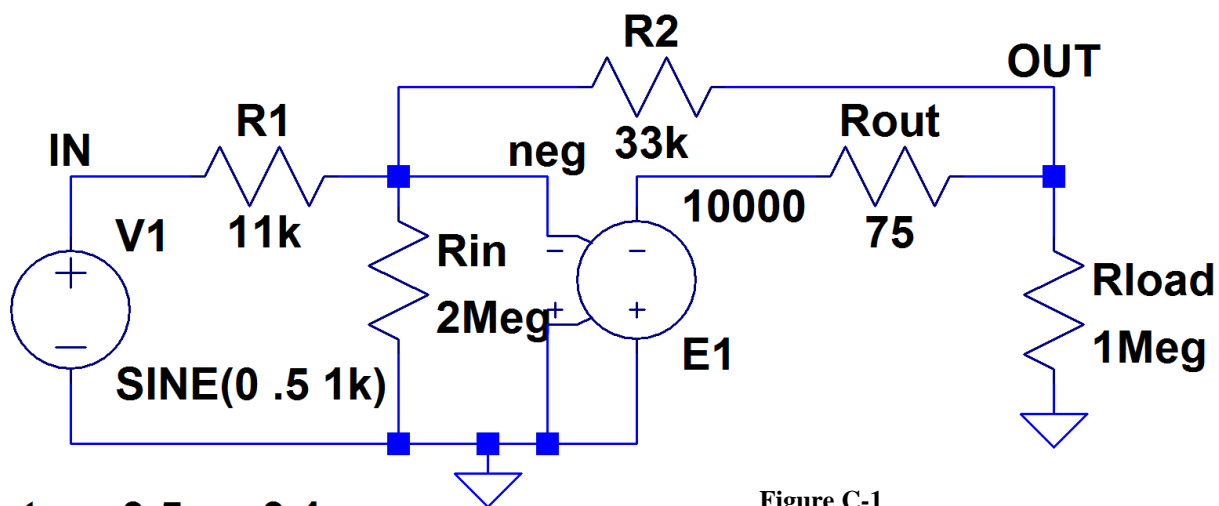 R2
OUT
R1
Rout
IN
neg
33k
10000
V1
11k
75
Rin
2Meg
Rload
1Meg
E1
SINE(0 .5 1k)
Figure C-1